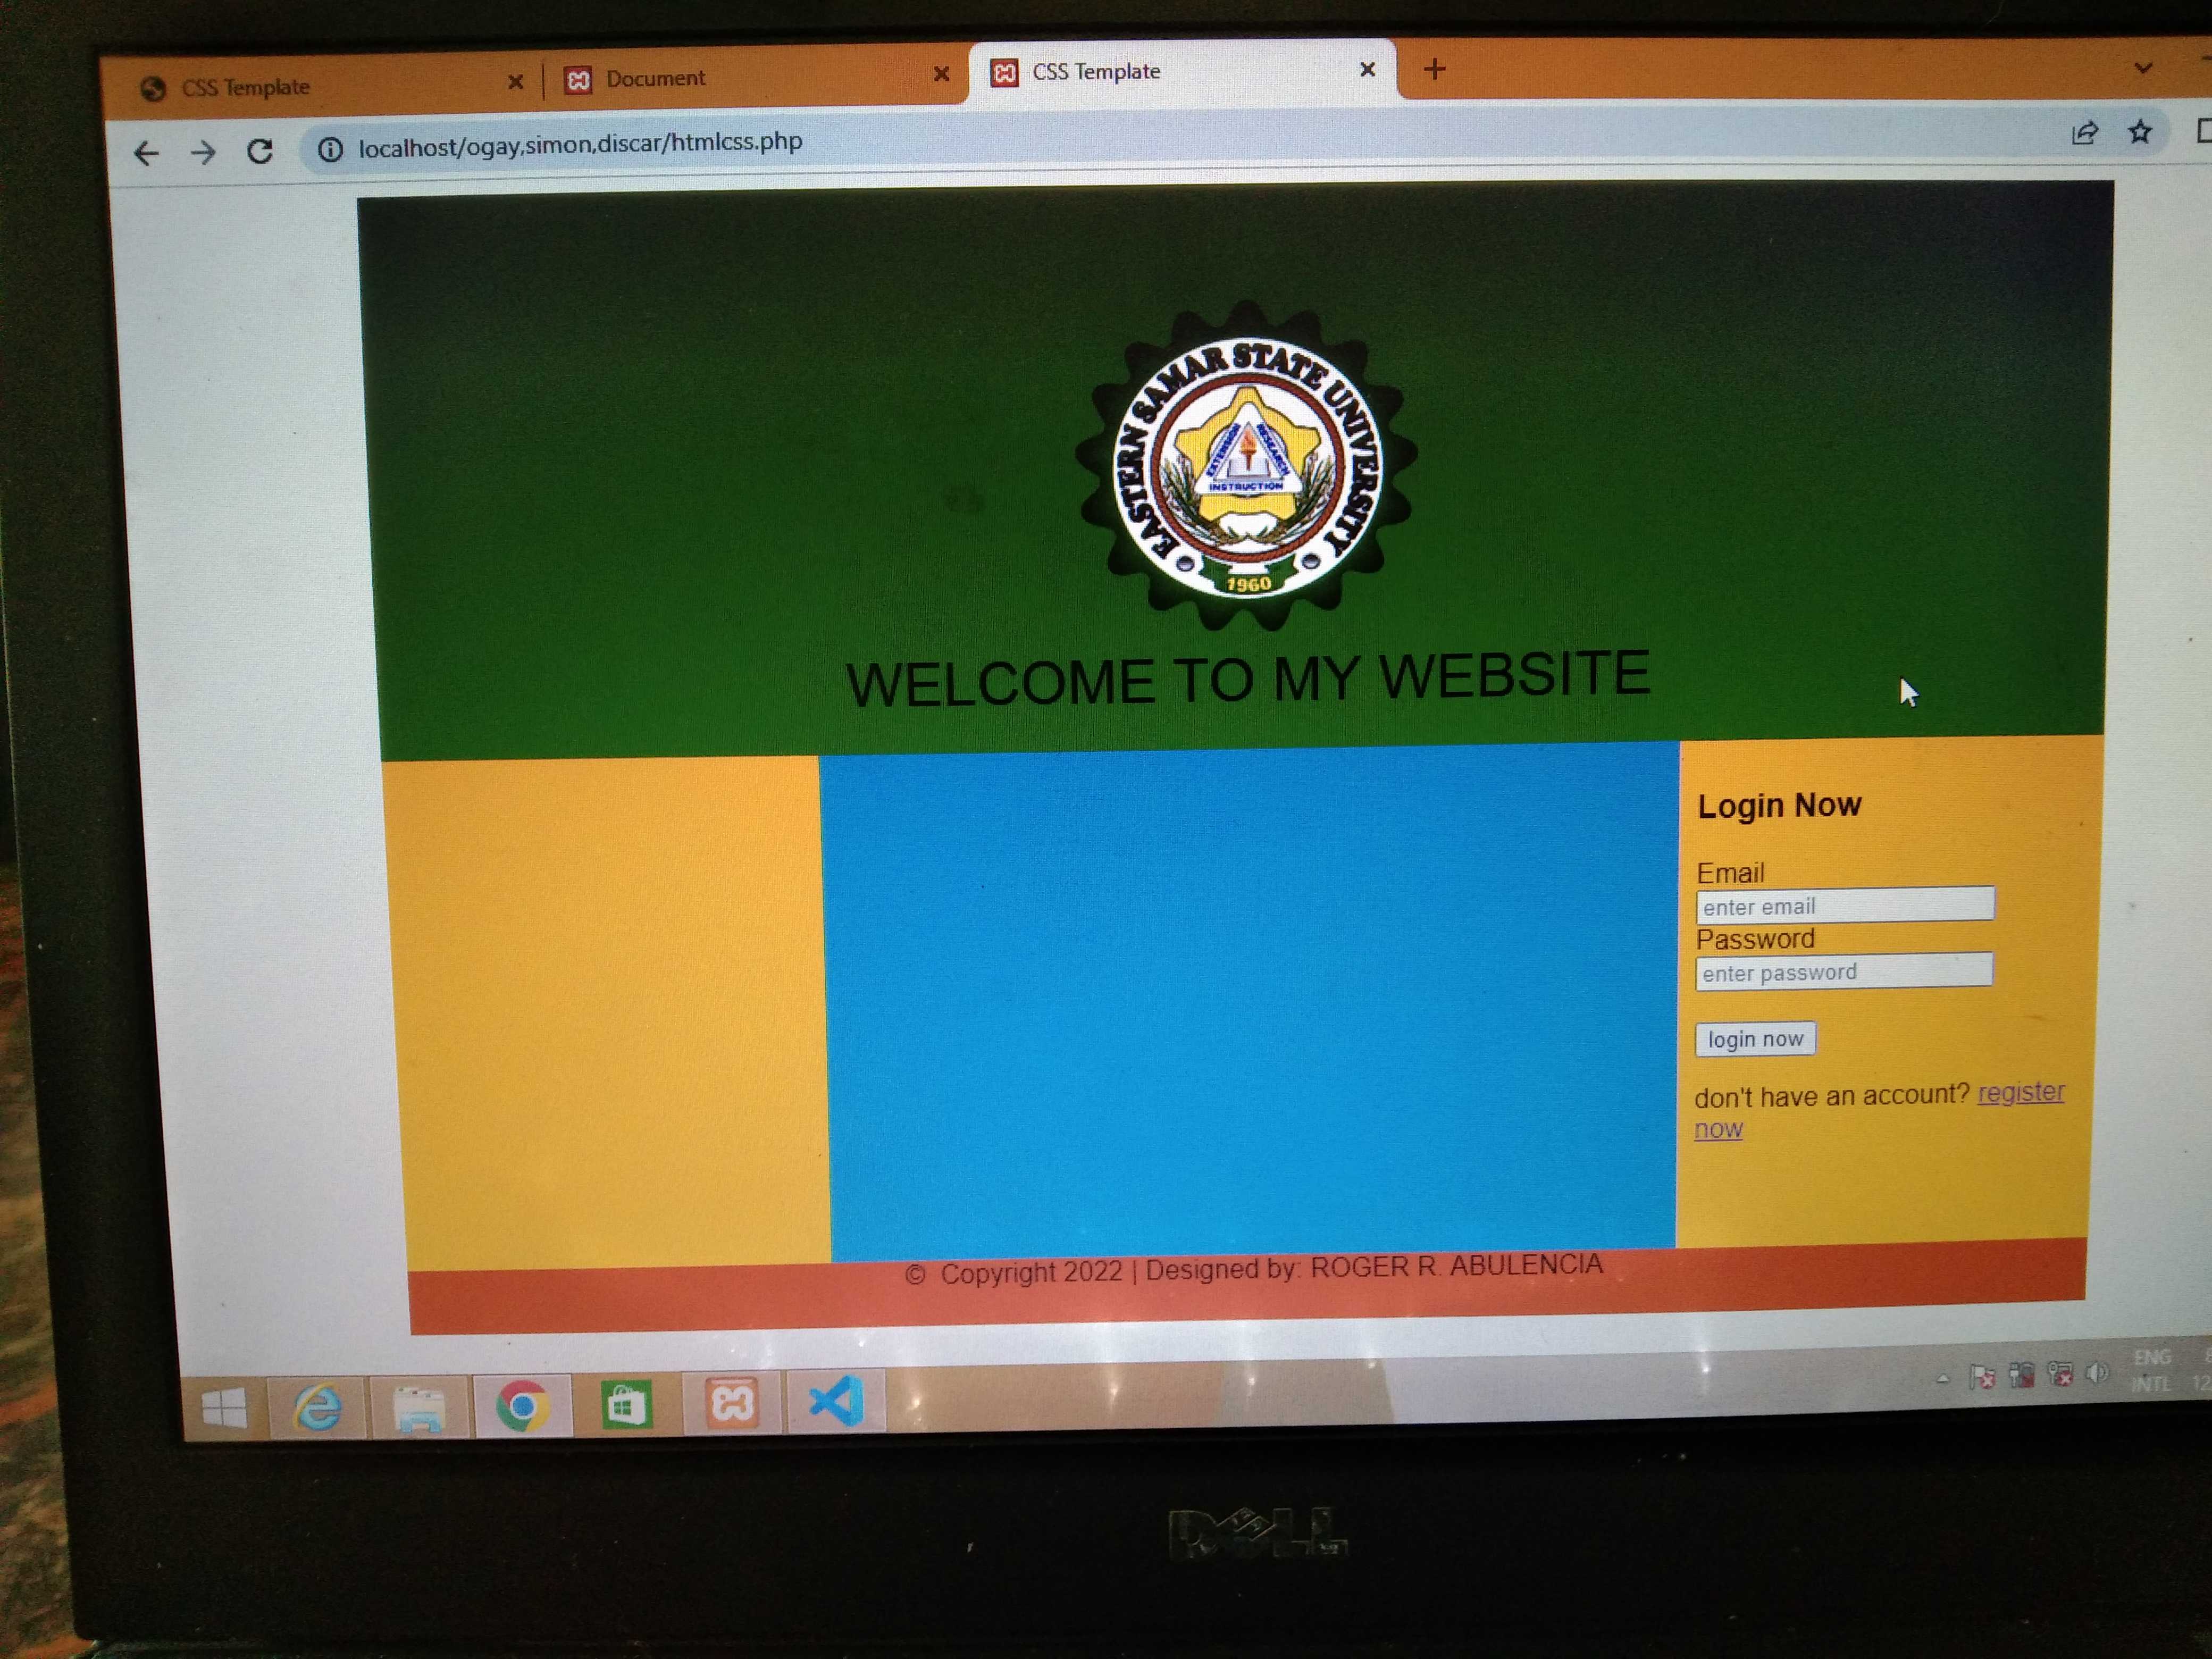 CSS Template
Document
CSS Template
localhost/ogay,simon,discar/htmlcss.php
EASTERN SAMAR STATE UNIVERSITY
EXTENSION
RESEARCH
INSTRUCTION
1960
WELCOME TO MY WEBSITE
Login Now
Email
enter email
Password
enter password
login now
don't have an account? register
now
© Copyright 2022 | Designed by: ROGER R. ABULENCIA
ENG
INTL
DELL